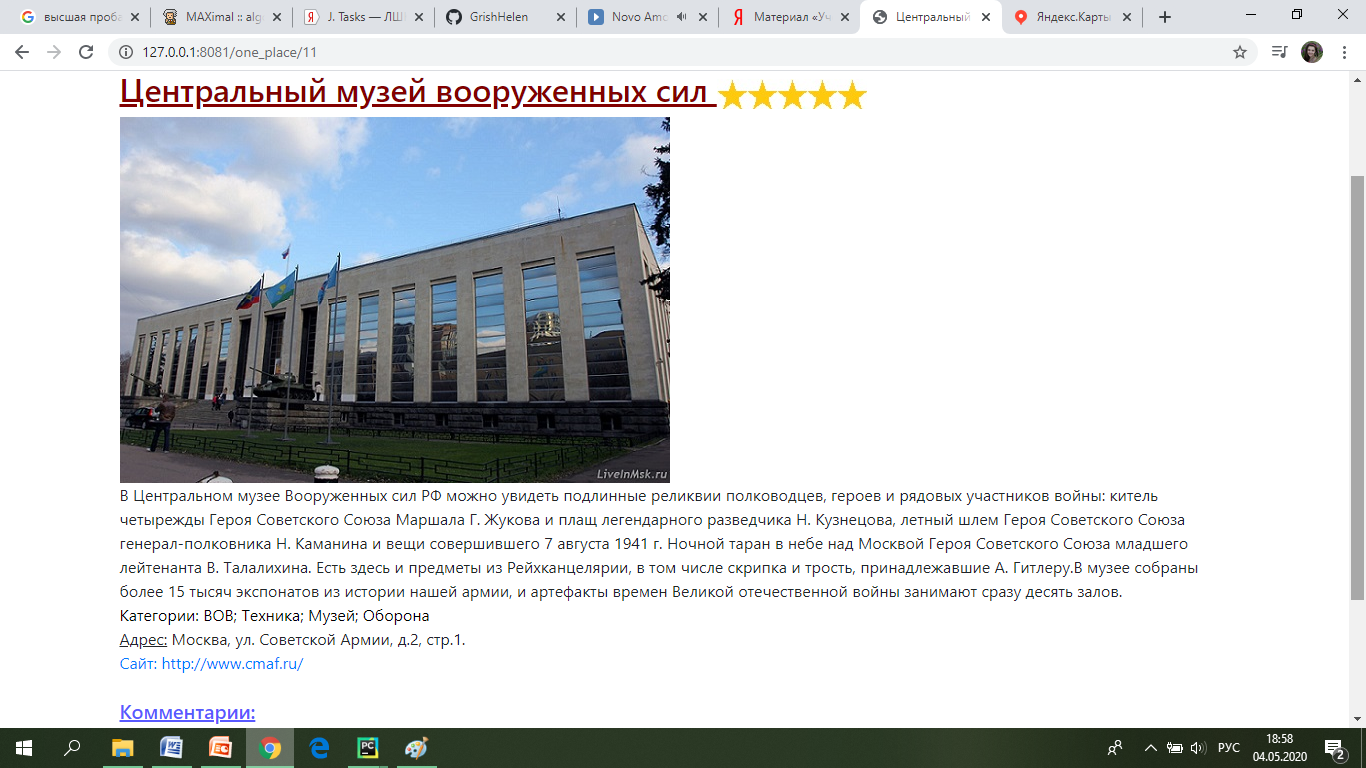 высшая проба
MAXimal :: alg
J. Tasks — ЛШ
GrishHelen
Novo Amo
Материал «Уч
Центральный
Яндекс.Карты
127.0.0.1:8081/one_place/11
Центральный музей вооруженных сил
LiveInMsk.ru
В Центральном музее Вооруженных сил РФ можно увидеть подлинные реликвии полководцев, героев и рядовых участников войны: китель
четырежды Героя Советского Союза Маршала Г. Жукова и плащ легендарного разведчика Н. Кузнецова, летный шлем Героя Советского Союза
генерал-полковника Н. Каманина и вещи совершившего 7 августа 1941 г. Ночной таран в небе над Москвой Героя Советского Союза младшего
лейтенанта В. Талалихина. Есть здесь и предметы из Рейхканцелярии, в том числе скрипка и трость, принадлежавшие А. Гитлеру.В музее собраны
более 15 тысяч экспонатов из истории нашей армии, и артефакты времен Великой отечественной войны занимают сразу десять залов.
Категории: ВОВ; Техника; Музей; Оборона
Адрес: Москва, ул. Советской Армии, д.2, стр.1.
Сайт: http://www.cmaf.ru/
Комментарии:
РУС
18:58
04.05.2020
2